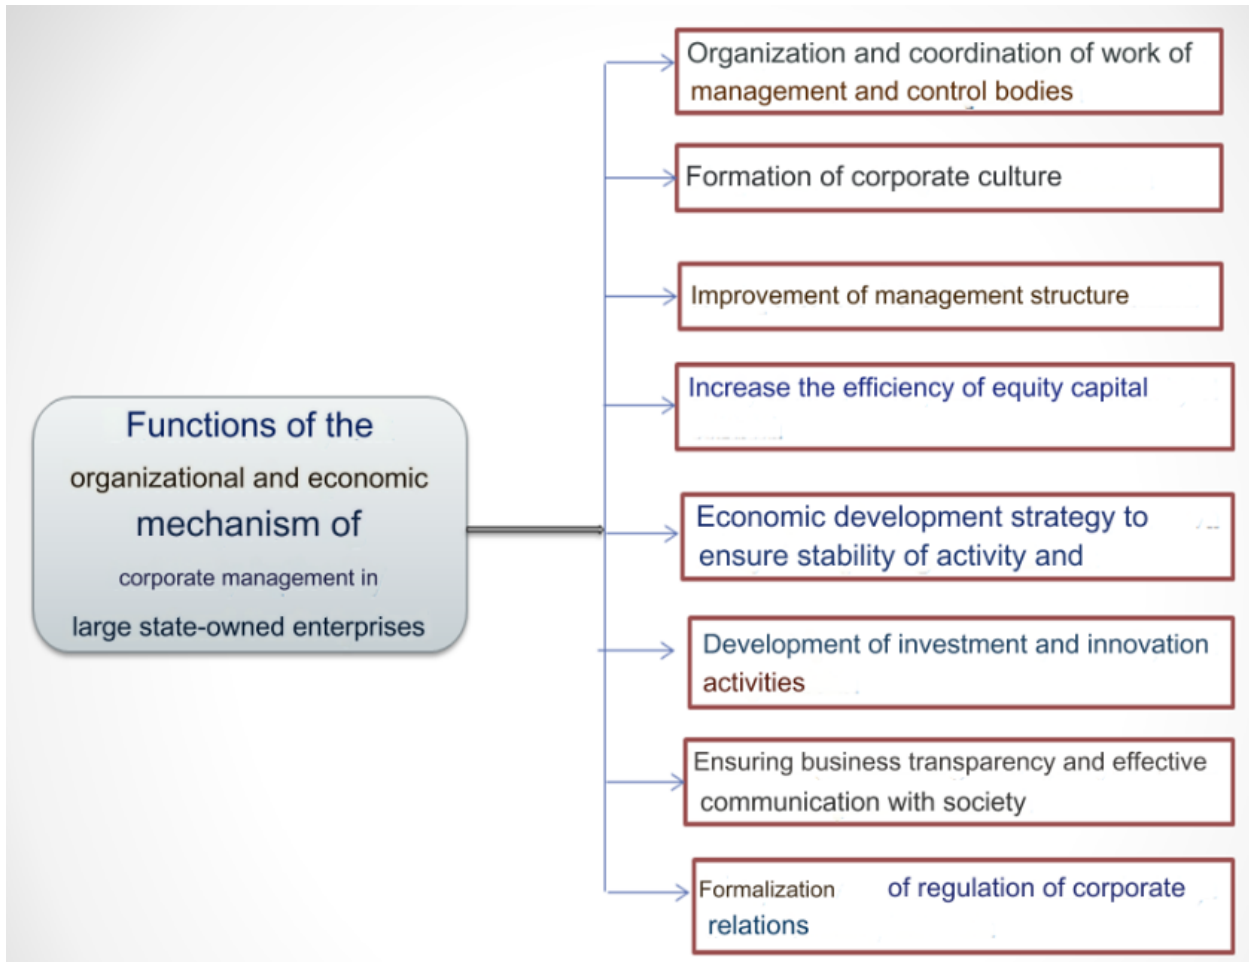 Functions of the
organizational and economic
mechanism of
corporate management in
large state-owned enterprises
Organization and coordination of work of
management and control bodies
Formation of corporate culture
Improvement of management structure
Increase the efficiency of equity capital
Economic development strategy to
ensure stability of activity and
Development of investment and innovation
activities
Ensuring business transparency and effective
communication with society
Formalization of regulation of corporate
relations